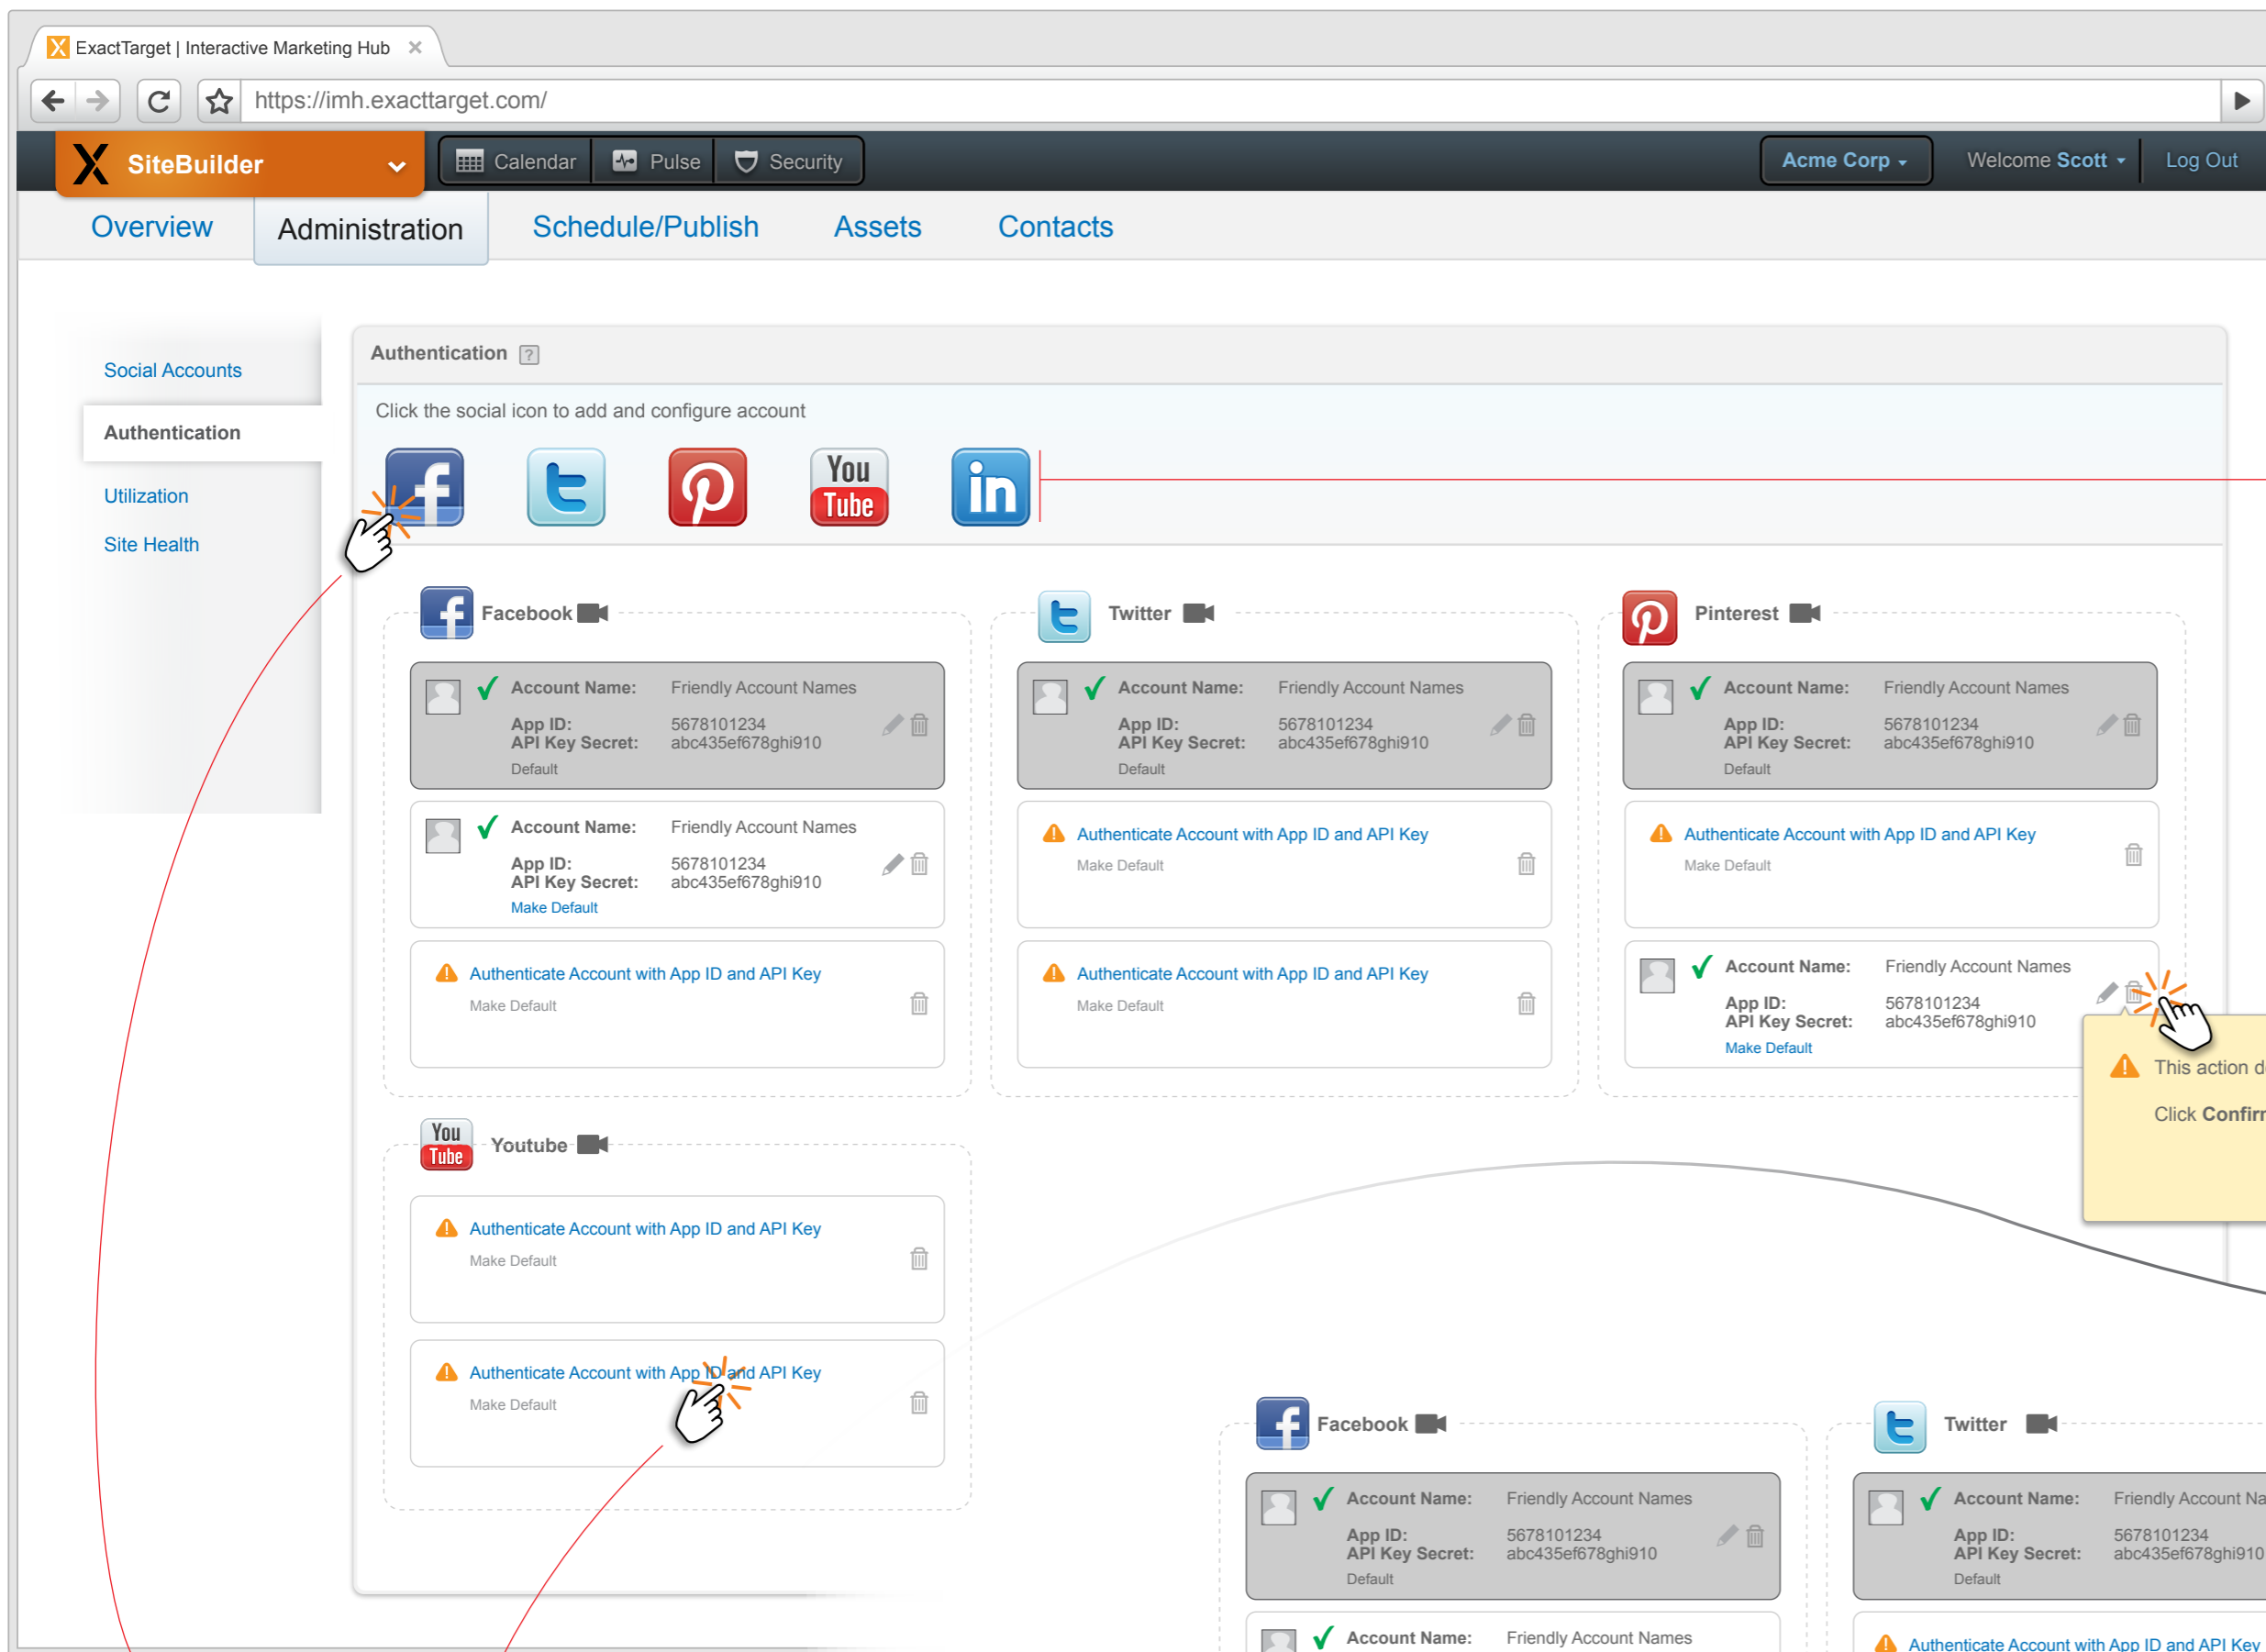 ExactTarget | Interactive Marketing Hub
https://imh.exacttarget.com/
SiteBuilder Calendar Pulse Security Acme Corp Welcome Scott Log Out
Overview Administration Schedule/Publish Assets Contacts
Social Accounts
Authentication
Utilization
Site Health
Authentication ?
Click the social icon to add and configure account
You Tube in
Facebook
Account Name: Friendly Account Names
App ID: 5678101234
API Key Secret: abc435ef678ghi910
Default
Account Name: Friendly Account Names
App ID: 5678101234
API Key Secret: abc435ef678ghi910
Make Default
Authenticate Account with App ID and API Key
Make Default
Twitter
Account Name: Friendly Account Names
App ID: 5678101234
API Key Secret: abc435ef678ghi910
Default
Authenticate Account with App ID and API Key
Make Default
Authenticate Account with App ID and API Key
Make Default
Pinterest
Account Name: Friendly Account Names
App ID: 5678101234
API Key Secret: abc435ef678ghi910
Default
Authenticate Account with App ID and API Key
Make Default
Account Name: Friendly Account Names
App ID: 5678101234
API Key Secret: abc435ef678ghi910
Make Default
This action
Click
You Tube
Youtube
Authenticate Account with App ID and API Key
Make Default
Authenticate Account with App ID and API Key
Make Default
Facebook
Account Name: Friendly Account Names
App ID: 5678101234
API Key Secret: abc435ef678ghi910
Default
Account Name: Friendly Account Names
Twitter
Account Name: Friendly Account
App ID: 5678101234
API Key Secret: abc435ef678ghi910
Default
Authenticate Account with App ID and API Key